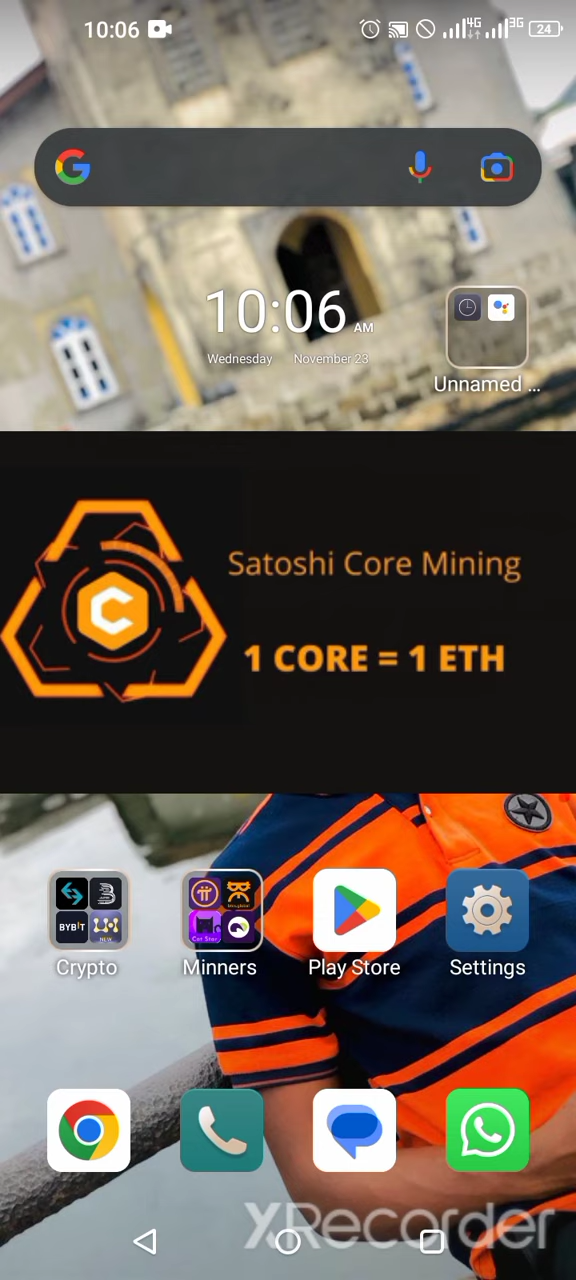 10:06
4G
3G
24
10:06 AM
Wednesday November 23
Unnamed ...
Satoshi Core Mining
1 CORE = 1 ETH
BYBIT
NEW
Crypto
Minners
Play Store
Settings
XRecorder